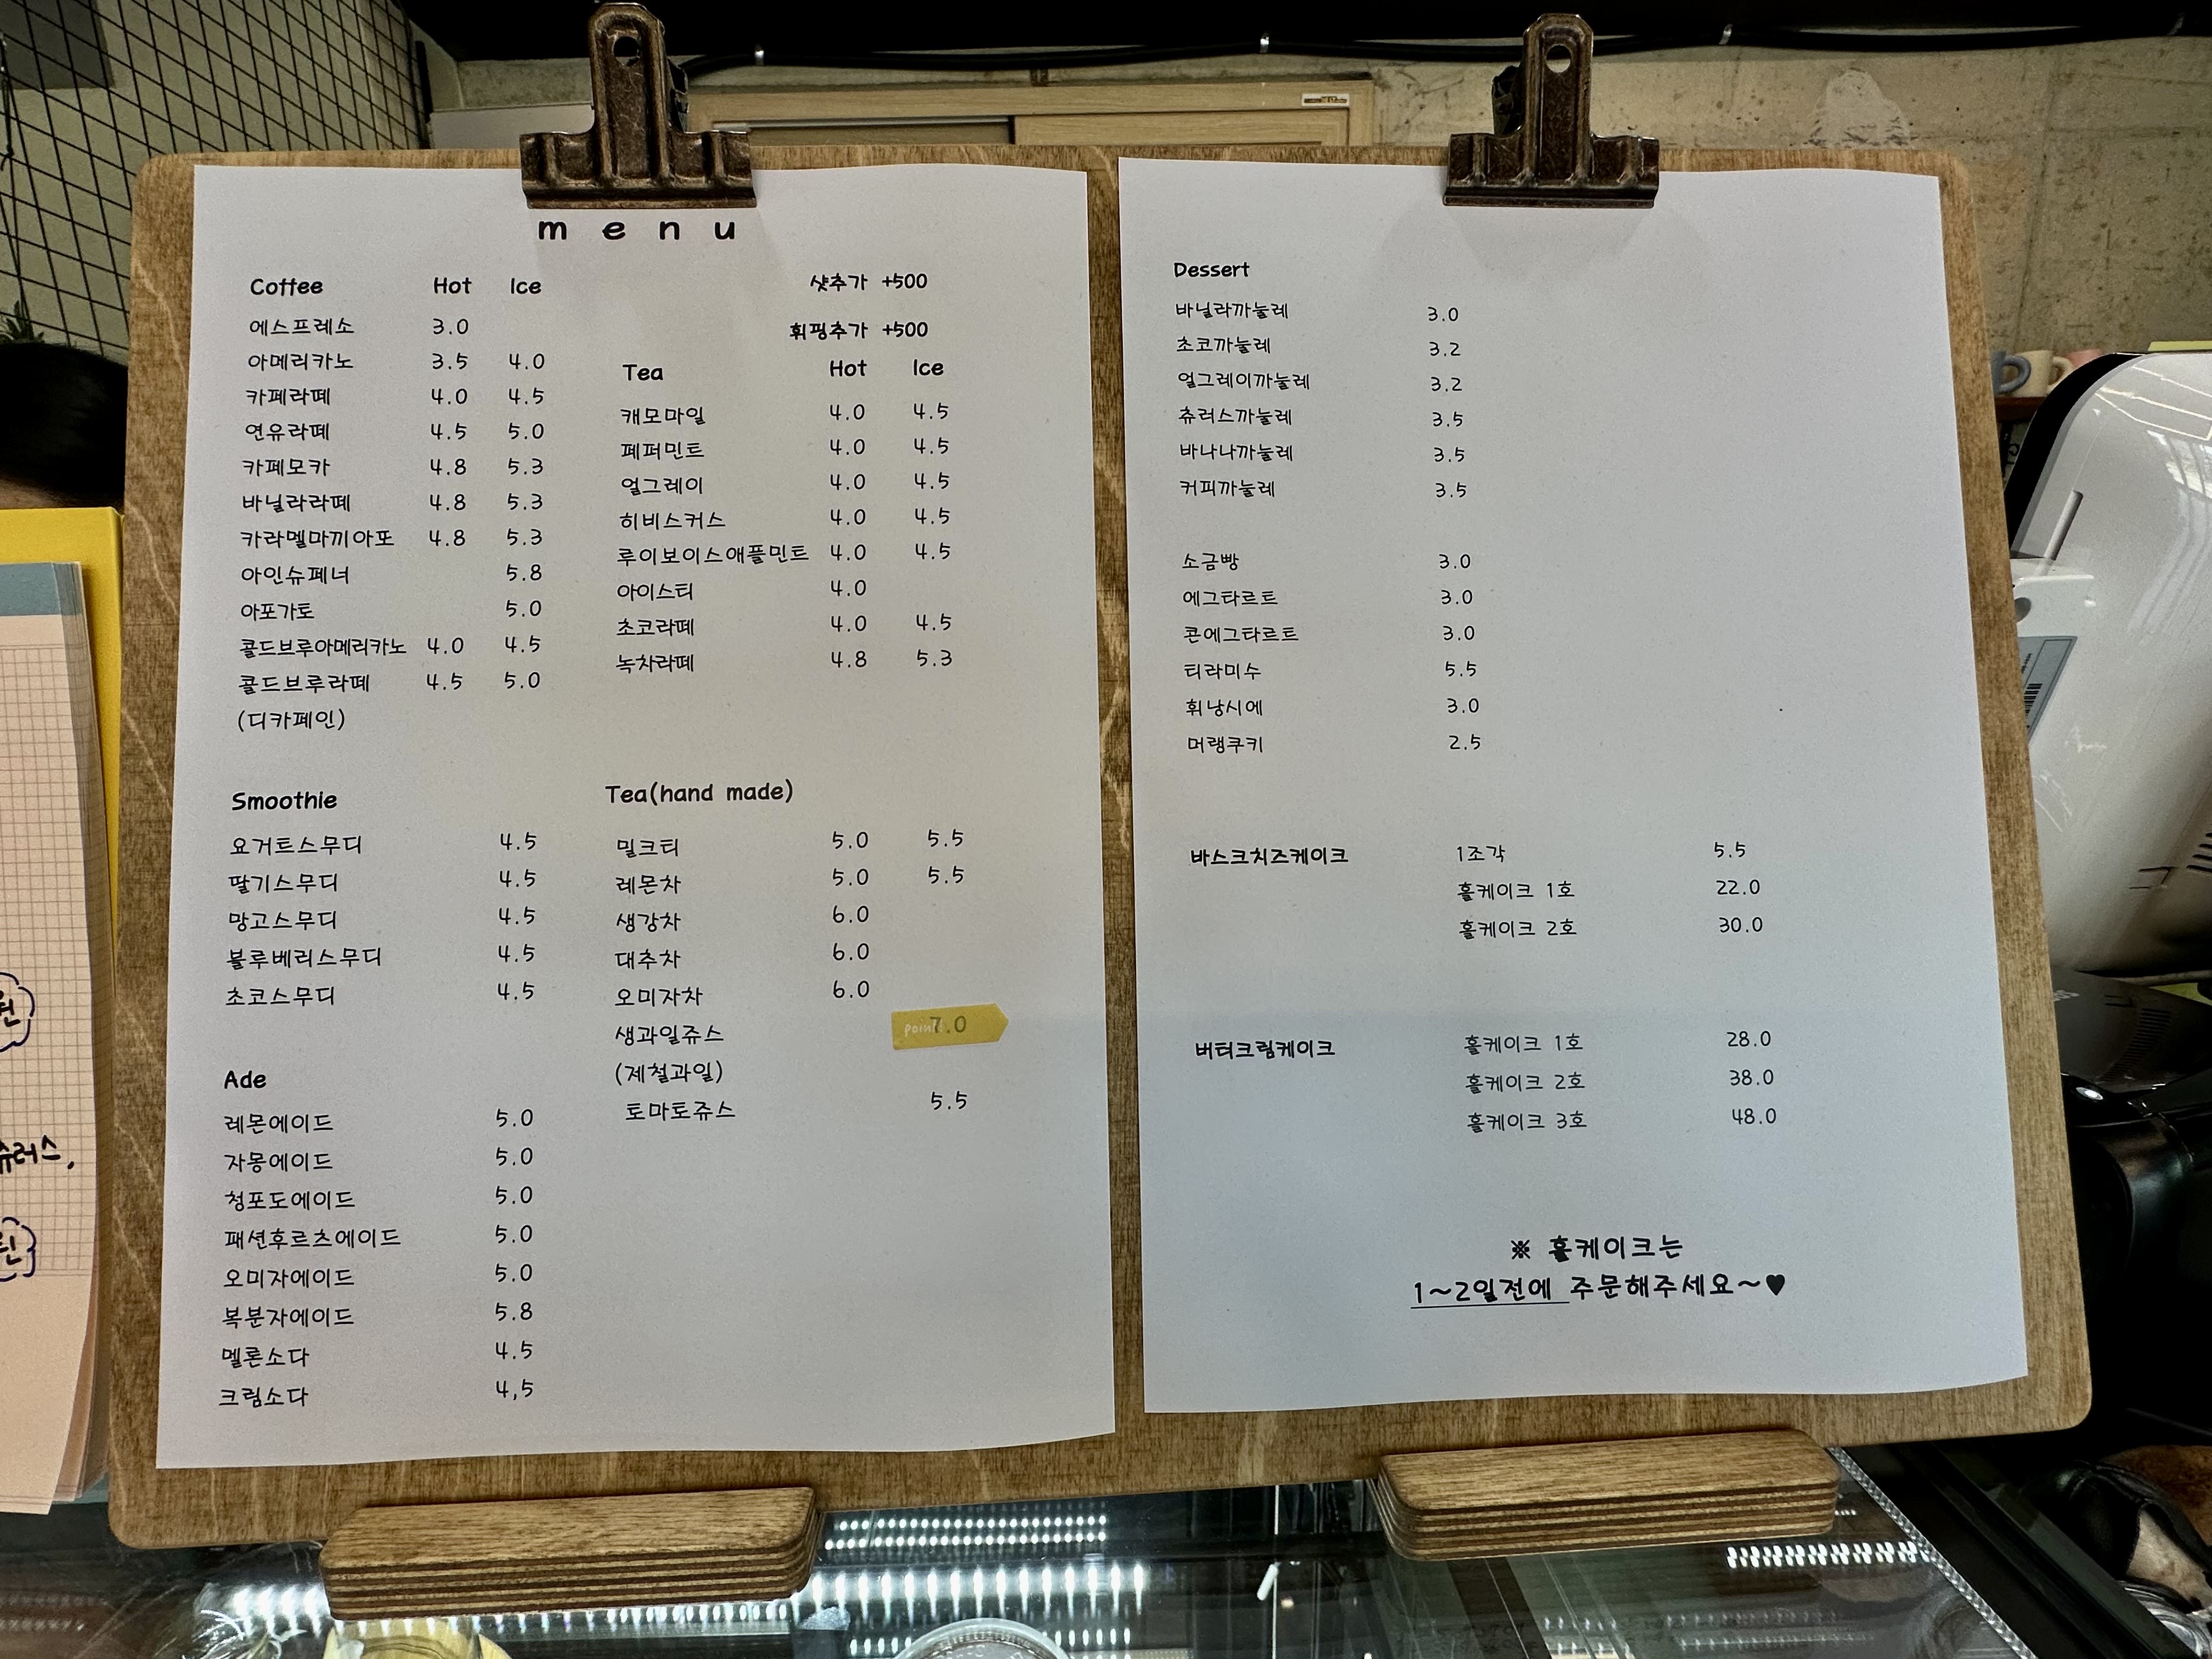 menu
Coffee Hot Ice
에스프레소 3.0
아메리카노 3.5 4.0
카페라떼 4.0 4.5
연유라떼 4.5 5.0
카페모카 4.8 5.3
바닐라라떼 4.8 5.3
카라멜마끼아또 4.8 5.3
아인슈페너 5.8
아포가토 5.0
콜드브루아메리카노 4.0 4.5
콜드브루라떼 4.5 5.0
(디카페인)
샷추가 +500
휘핑추가 +500
Tea Hot Ice
캐모마일 4.0 4.5
페퍼민트 4.0 4.5
얼그레이 4.0 4.5
히비스커스 4.0 4.5
루이보이스애플민트 4.0 4.5
아이스티 4.0
초코라떼 4.0 4.5
녹차라떼 4.8 5.3
Smoothie
요거트스무디 4.5
딸기스무디 4.5
망고스무디 4.5
블루베리스무디 4.5
초코스무디 4.5
Ade
레몬에이드 5.0
자몽에이드 5.0
청포도에이드 5.0
패션후르츠에이드 5.0
오미자에이드 5.0
복분자에이드 5.8
멜론소다 4.5
크림소다 4,5
Tea(hand made)
밀크티 5.0 5.5
레몬차 5.0 5.5
생강차 6.0
대추차 6.0
오미자차 6.0
생과일쥬스 7.0
(제철과일)
토마토쥬스 5.5
Dessert
바닐라까눌레 3.0
초코까눌레 3.2
얼그레이까눌레 3.2
츄러스까눌레 3.5
바나나까눌레 3.5
커피까눌레 3.5
소금빵 3.0
에그타르트 3.0
콘에그타르트 3.0
티라미수 5.5
휘낭시에 3.0
머랭쿠키 2.5
바스크치즈케이크 1조각 5.5
홀케이크 1호 22.0
홀케이크 2호 30.0
버터크림케이크 홀케이크 1호 28.0
홀케이크 2호 38.0
홀케이크 3호 48.0
※ 홀케이크는
1~2일전에 주문해주세요~♥